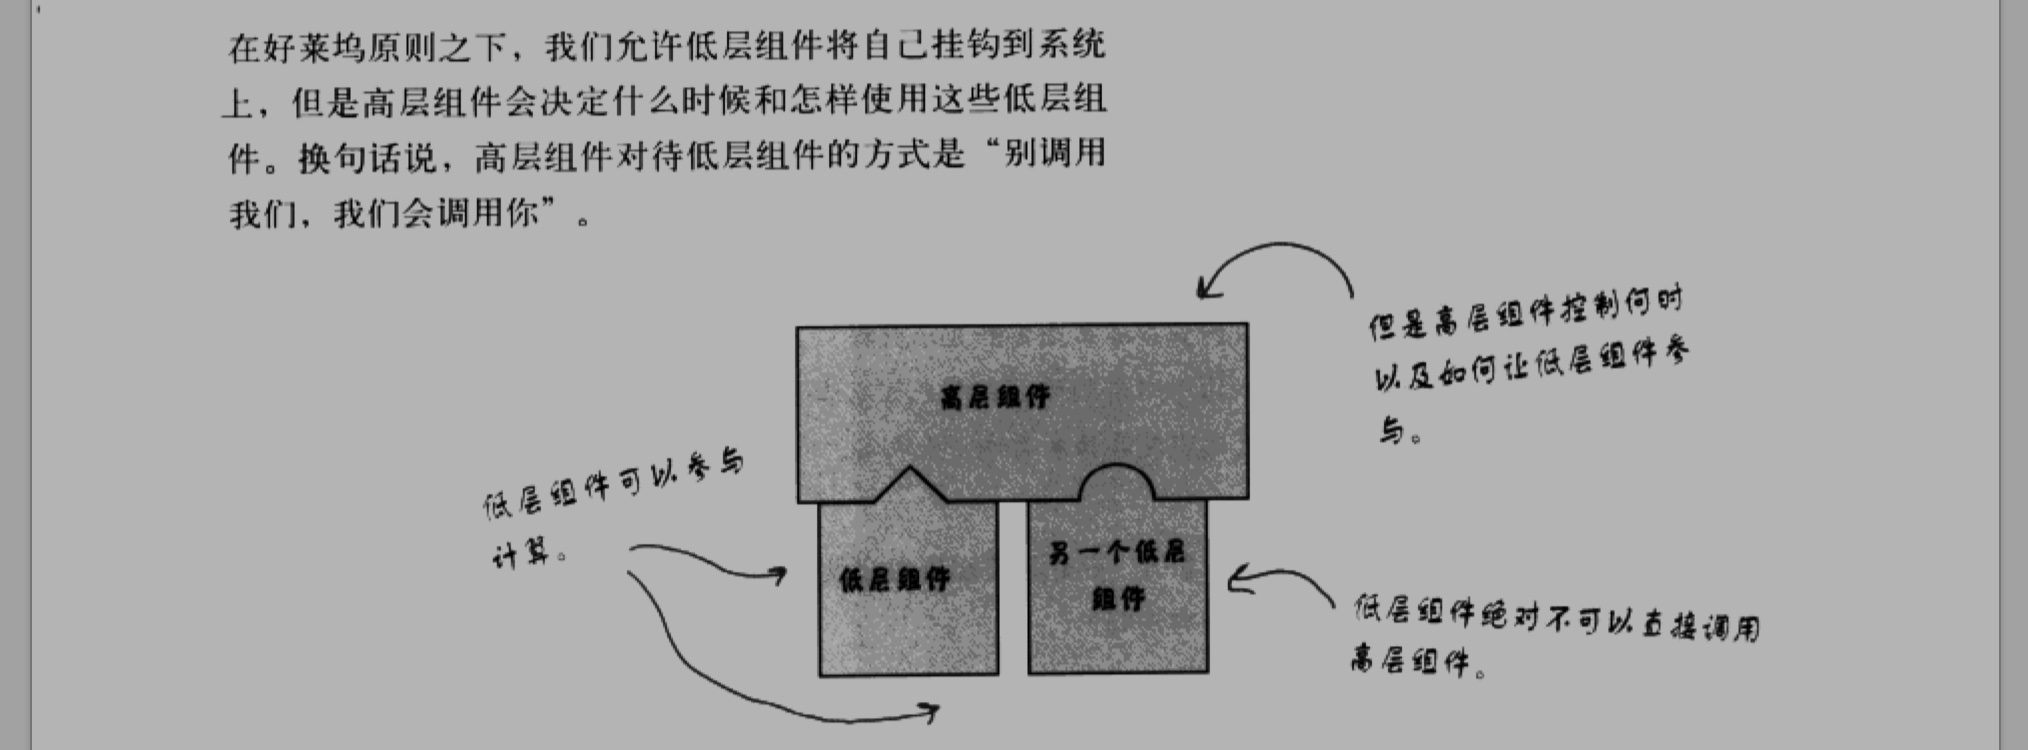 在好莱坞原则之下，我们允许低层组件将自己挂钩到系统
上，但是高层组件会决定什么时候和怎样使用这些低层组
件。换句话说，高层组件对待低层组件的方式是“别调用
我们，我们会调用你”。
但是高层组件控制何时
以及如何让低层组件参
与。
高层组件
低层组件可以参与
计算。
低层组件
另一个低层
组件
低层组件绝对不可以直接调用
高层组件。